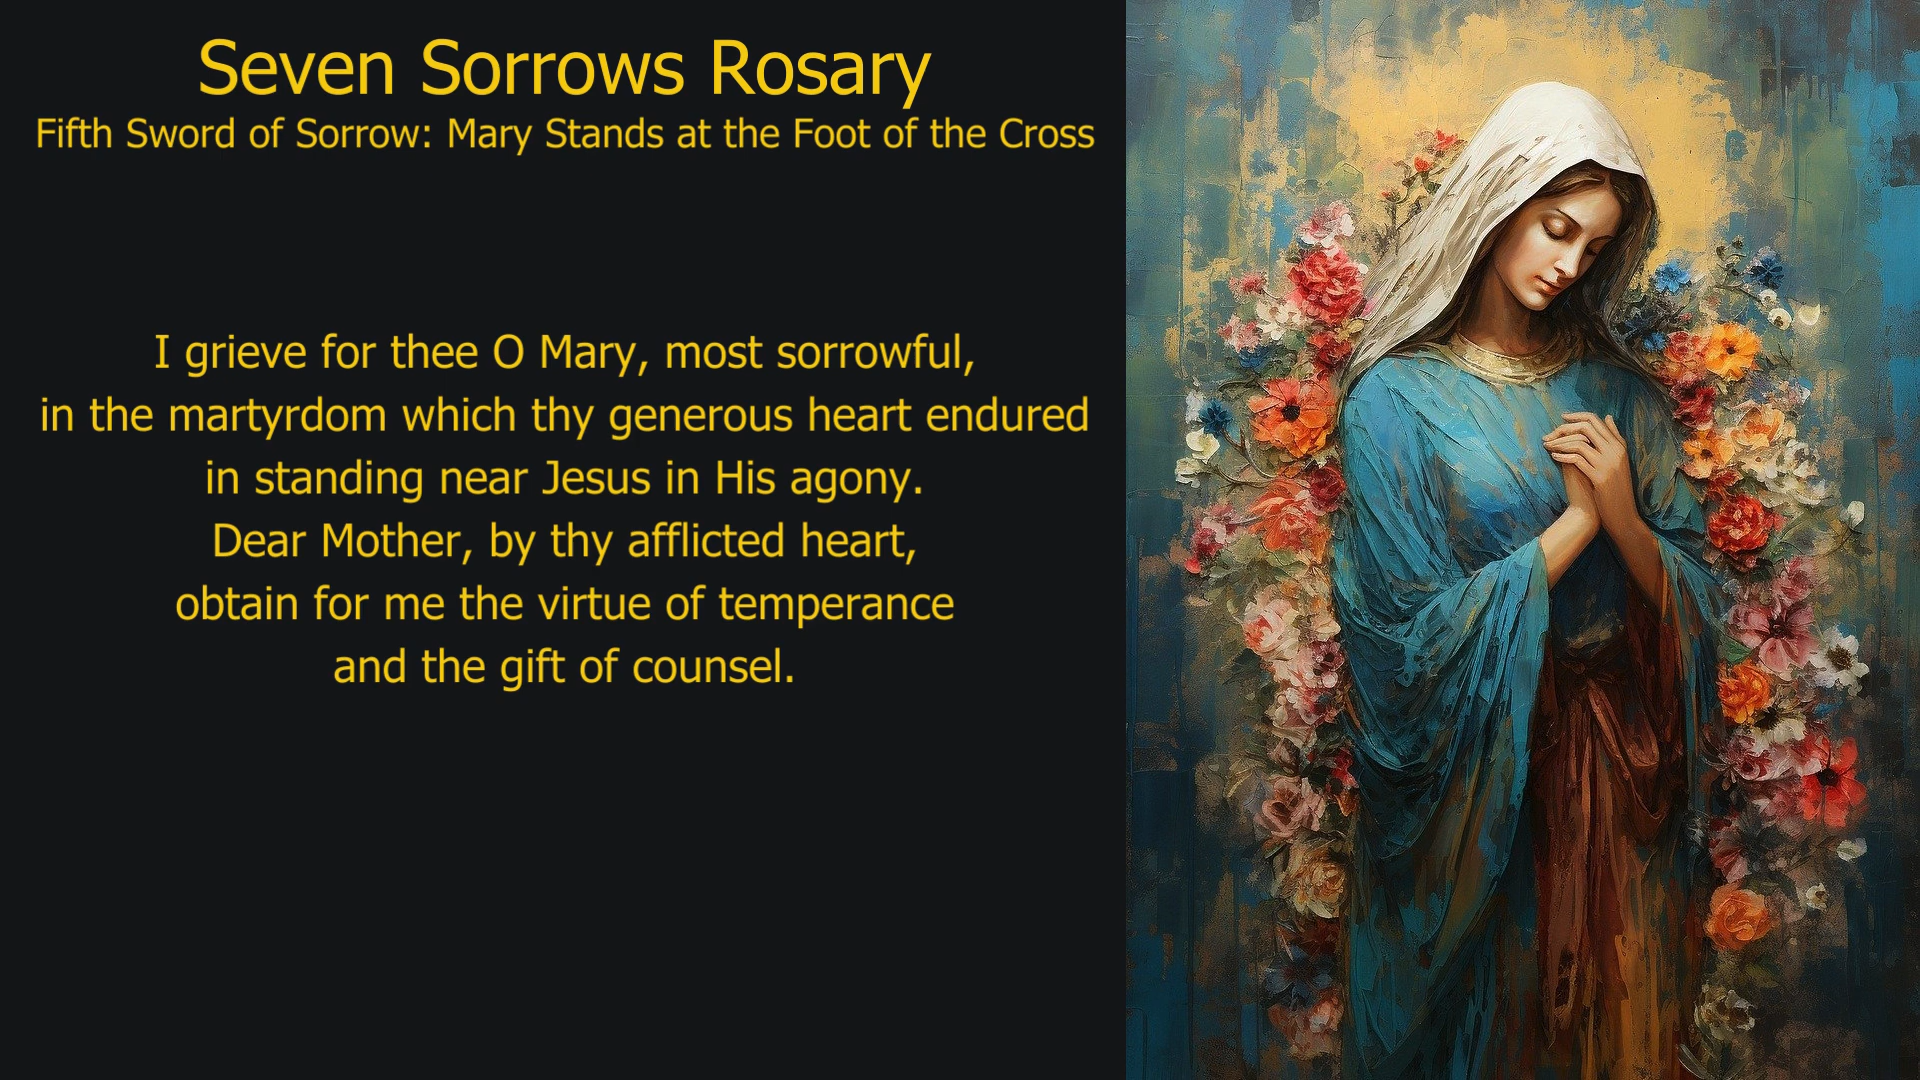 Seven Sorrows Rosary
Fifth Sword of Sorrow: Mary Stands at the Foot of the Cross
I grieve for thee O Mary, most sorrowful,
in the martyrdom which thy generous heart endured
in standing near Jesus in His agony.
Dear Mother, by thy afflicted heart,
obtain for me the virtue of temperance
and the gift of counsel.